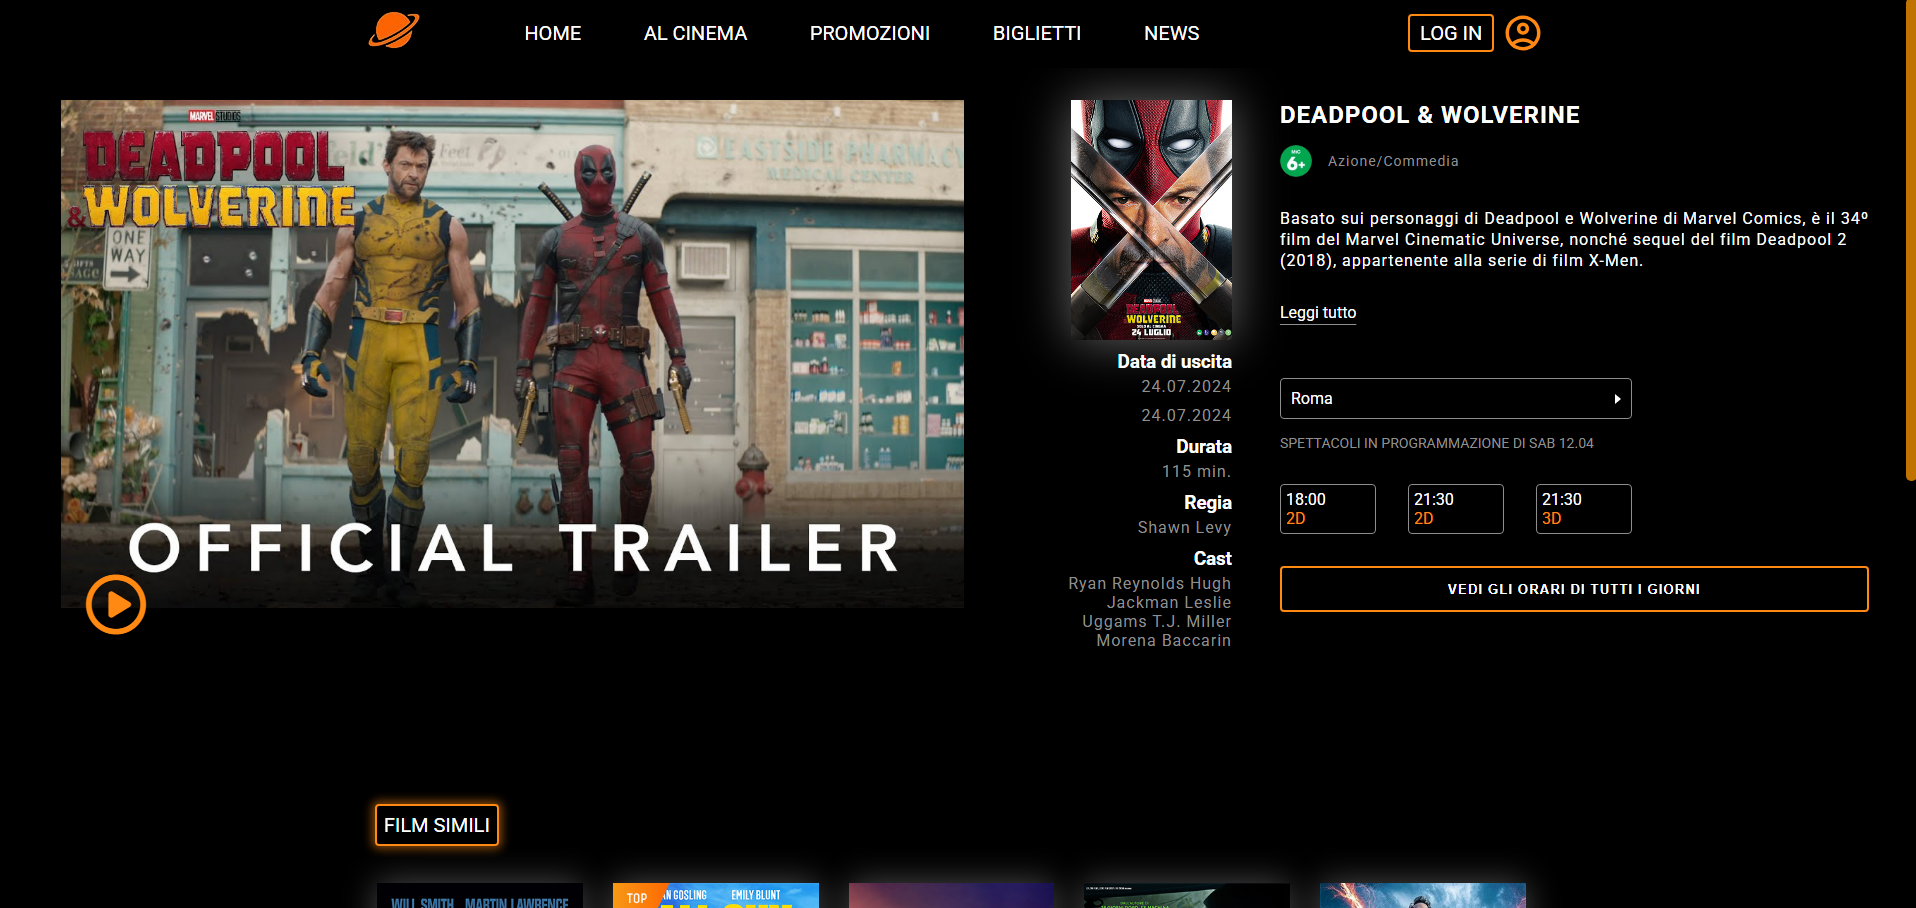 HOME
AL CINEMA
PROMOZIONI
BIGLIETTI
NEWS
LOG IN
MARVEL STUDIOS
DEADPOOL
& WOLVERINE
ONE
WAY
EASTSIDE PHARMACY
MEDICAL CENTER
OFFICIAL TRAILER
DEADPOOL
WOLVERINE
SOLO AL CINEMA
24 LUGLIO
Data di uscita
24.07.2024
24.07.2024
Durata
115 min.
Regia
Shawn Levy
Cast
Ryan Reynolds Hugh
Jackman Leslie
Uggams T.J. Miller
Morena Baccarin
DEADPOOL & WOLVERINE
6+
Azione/Commedia
Basato sui personaggi di Deadpool e Wolverine di Marvel Comics, è il 34º
film del Marvel Cinematic Universe, nonché sequel del film Deadpool 2
(2018), appartenente alla serie di film X-Men.
Leggi tutto
Roma
SPETTACOLI IN PROGRAMMAZIONE DI SAB 12.04
18:00
2D
21:30
2D
21:30
3D
VEDI GLI ORARI DI TUTTI I GIORNI
FILM SIMILI
WILL SMITH MARTIN LAWRENCE
TOP
GOSLING EMILY BLUNT